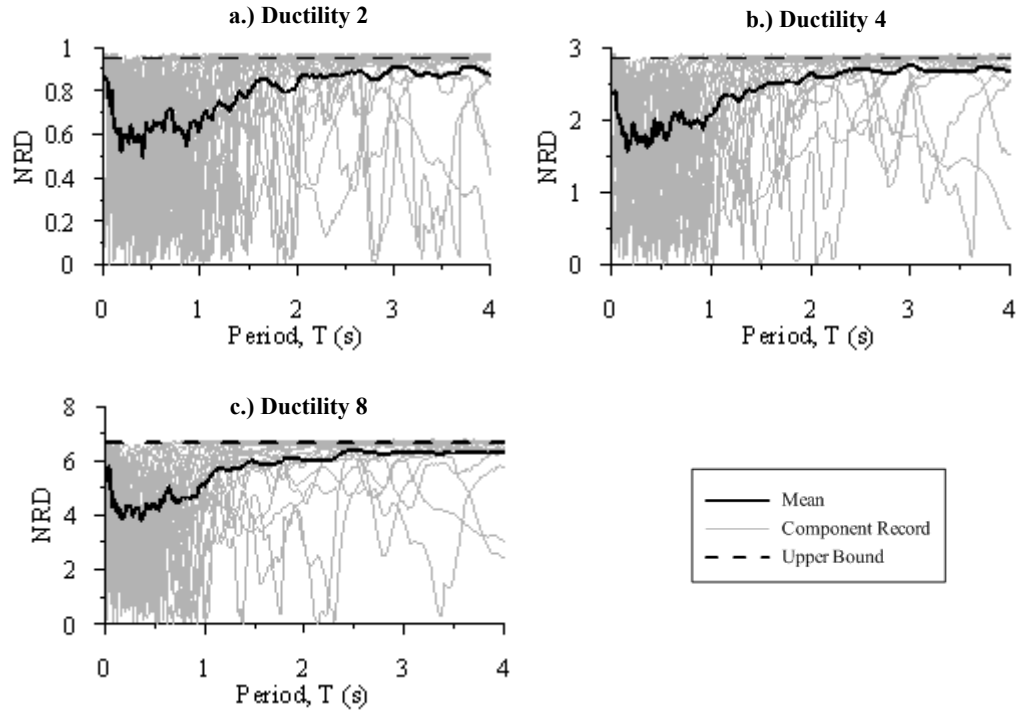 a.) Ductility 2
1
0.8
0.6
0.4
0.2
0
NRD
0 1 2 3 4
Period, T (s)
b.) Ductility 4
3
2
1
0
NRD
0 1 2 3 4
Period, T (s)
c.) Ductility 8
8
6
4
2
0
NRD
0 1 2 3 4
Period, T (s)
Mean
Component Record
Upper Bound